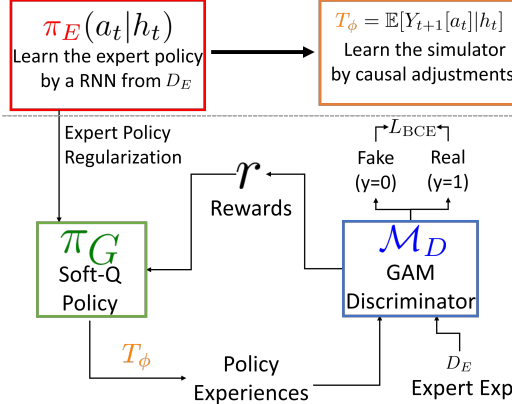 π_E(a_t|h_t)
Learn the expert policy
by a RNN from D_E
T_ϕ = 𝔼[Y_{t+1}[a_t]|h_t]
Learn the simulator
by causal adjustments
Expert Policy
Regularization
L_BCE
Fake
(y=0)
Real
(y=1)
r
Rewards
π_G
Soft-Q
Policy
M_D
GAM
Discriminator
T_ϕ
Policy
Experiences
D_E
Expert Exp